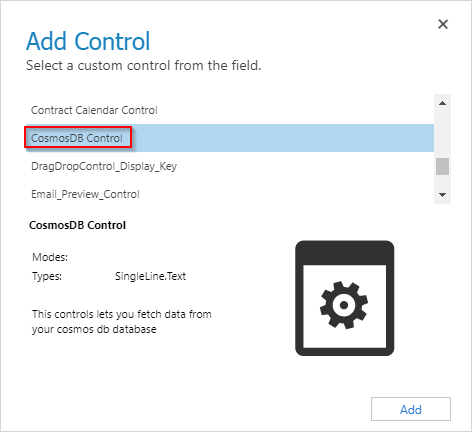 Add Control
Select a custom control from the field.
Contract Calendar Control
CosmosDB Control
DragDropControl_Display_Key
Email_Preview_Control
CosmosDB Control
Modes:
Types: SingleLine.Text
This controls lets you fetch data from
your cosmos db database
Add